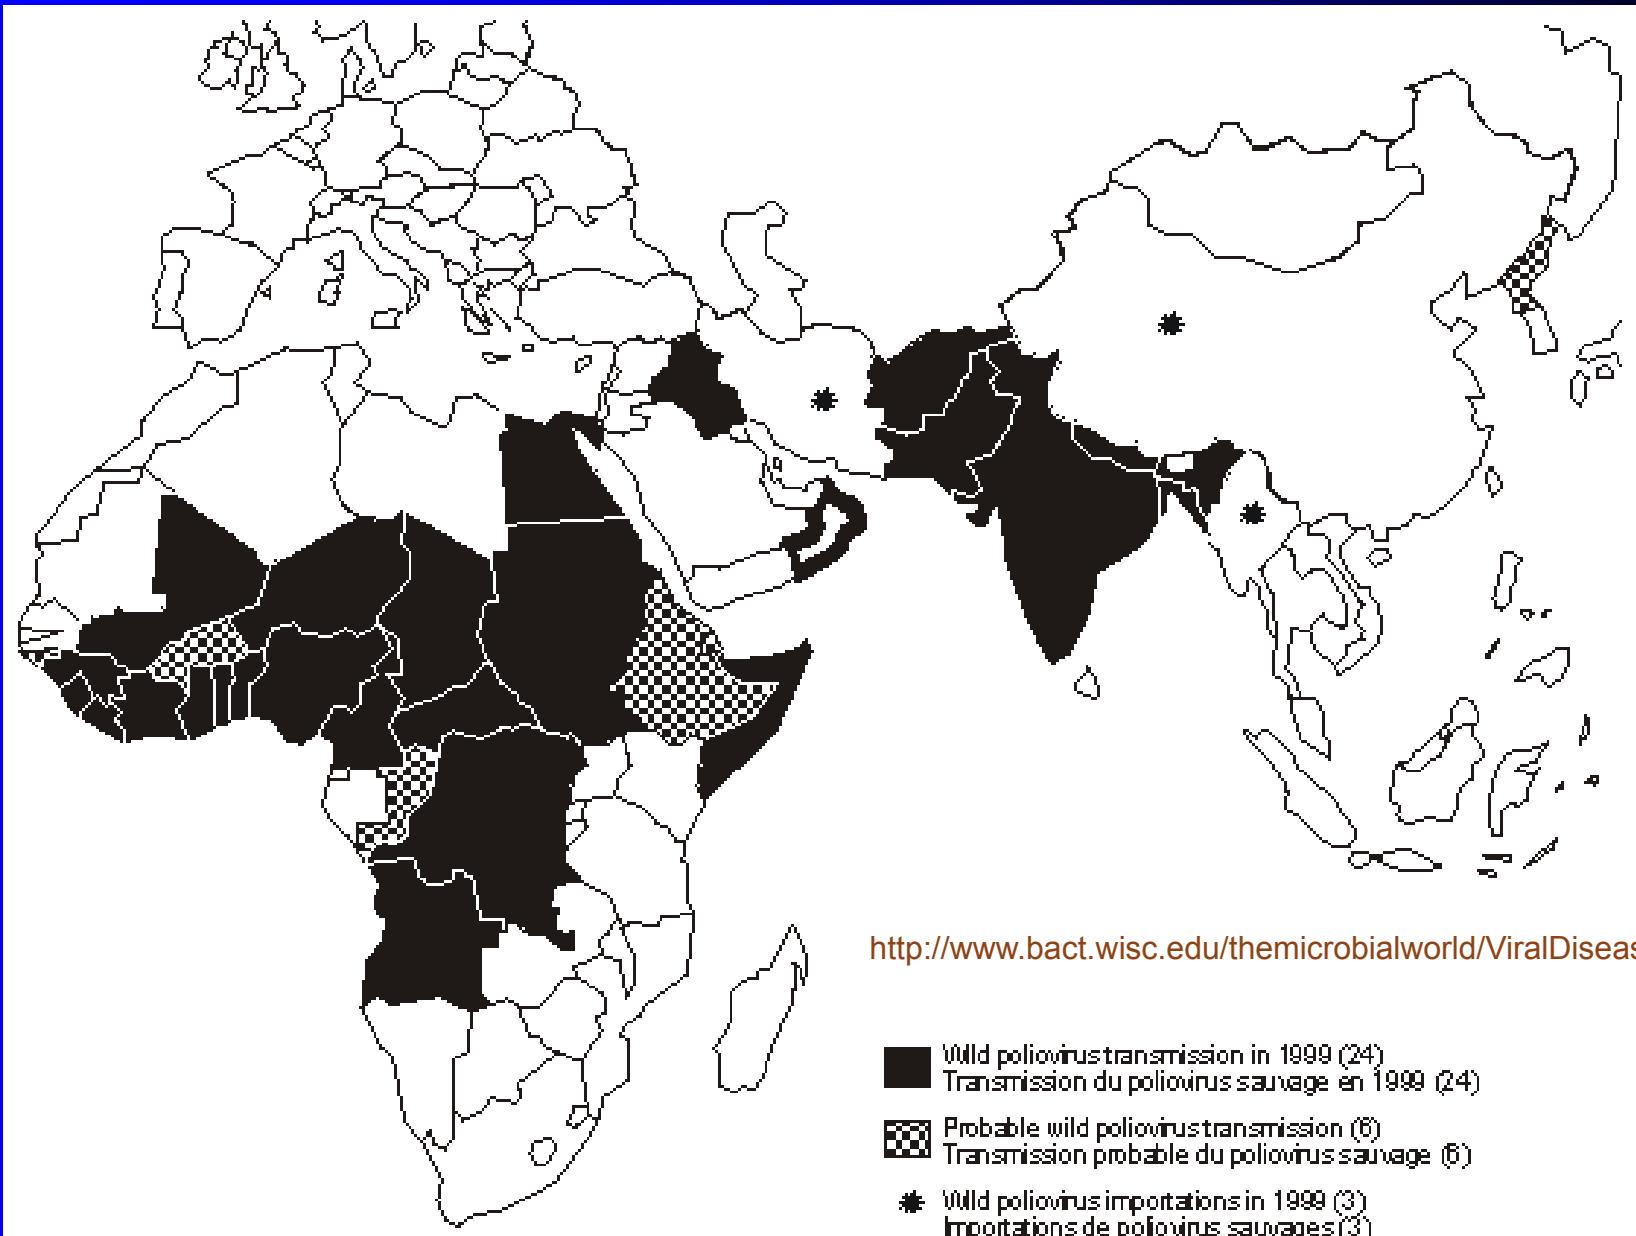 http://www.bact.wisc.edu/themicrobialworld/ViralDiseas
Wild poliovirus transmission in 1999 (24)
Transmission du poliovirus sauvage en 1999 (24)
Probable wild poliovirus transmission (6)
Transmission probable du poliovirus sauvage (6)
Wild poliovirus importations in 1999 (3)
Importations de poliovirus sauvages (3)